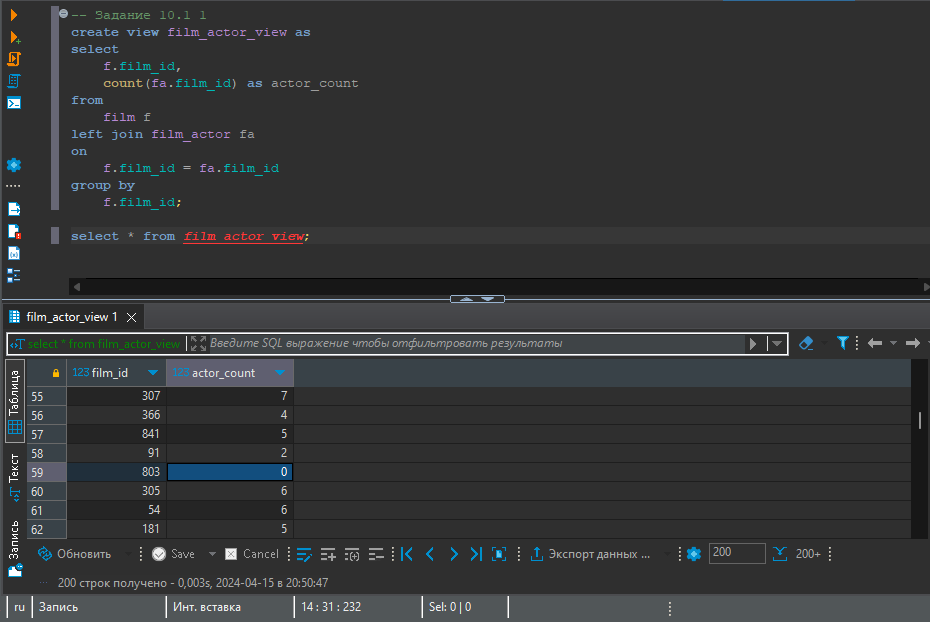 -- Задание 10.1 1
create view film_actor_view as
select
f.film_id,
count(fa.film_id) as actor_count
from
film f
left join film_actor fa
on
f.film_id = fa.film_id
group by
f.film_id;
select * from film_actor_view;
film_actor_view 1
select * from film_actor_view Введите SQL выражение чтобы отфильтровать результаты
Таблица
Текст
Запись
123 film_id 123 actor_count
55 307 7
56 366 4
57 841 5
58 91 2
59 803 0
60 305 6
61 54 6
62 181 5
Обновить Save Cancel Экспорт данных ... 200 200+
200 строк получено - 0,003s, 2024-04-15 в 20:50:47
ru Запись Инт. вставка 14 : 31 : 232 Sel: 0 | 0